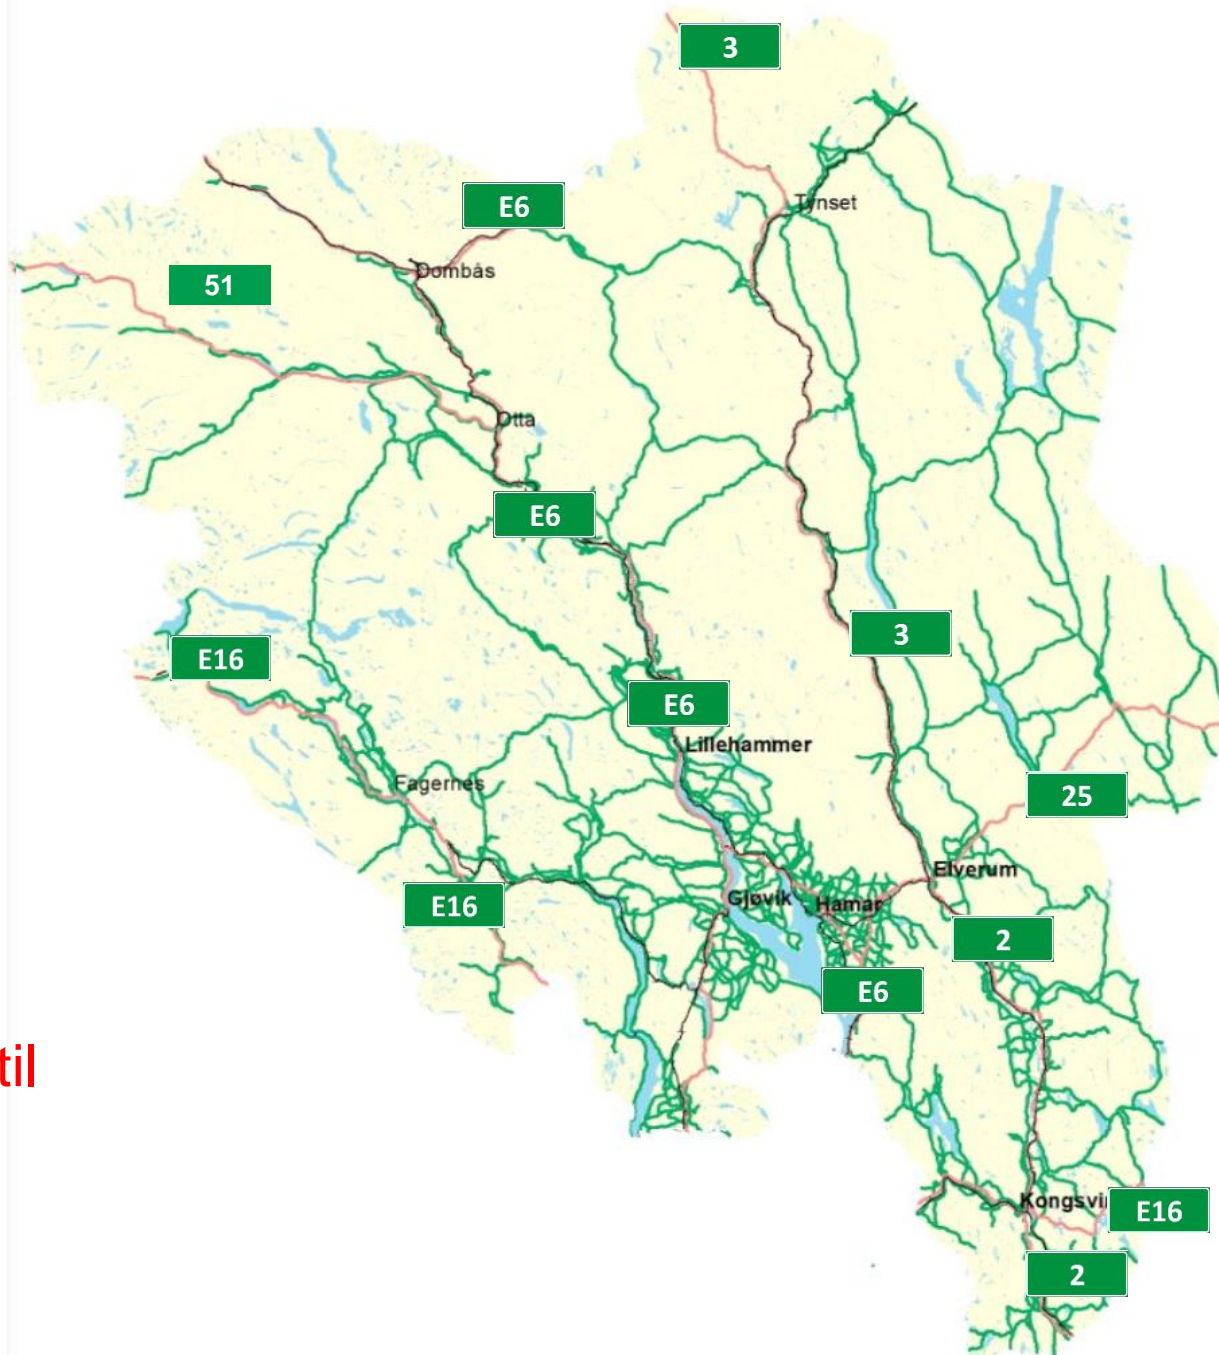 3
Tynset
E6
Dombås
51
Otta
E6
3
E16
E6
Lillehammer
Fagernes
25
Elverum
Gjøvik
Hamar
E16
2
E6
til
Kongsvi
E16
2